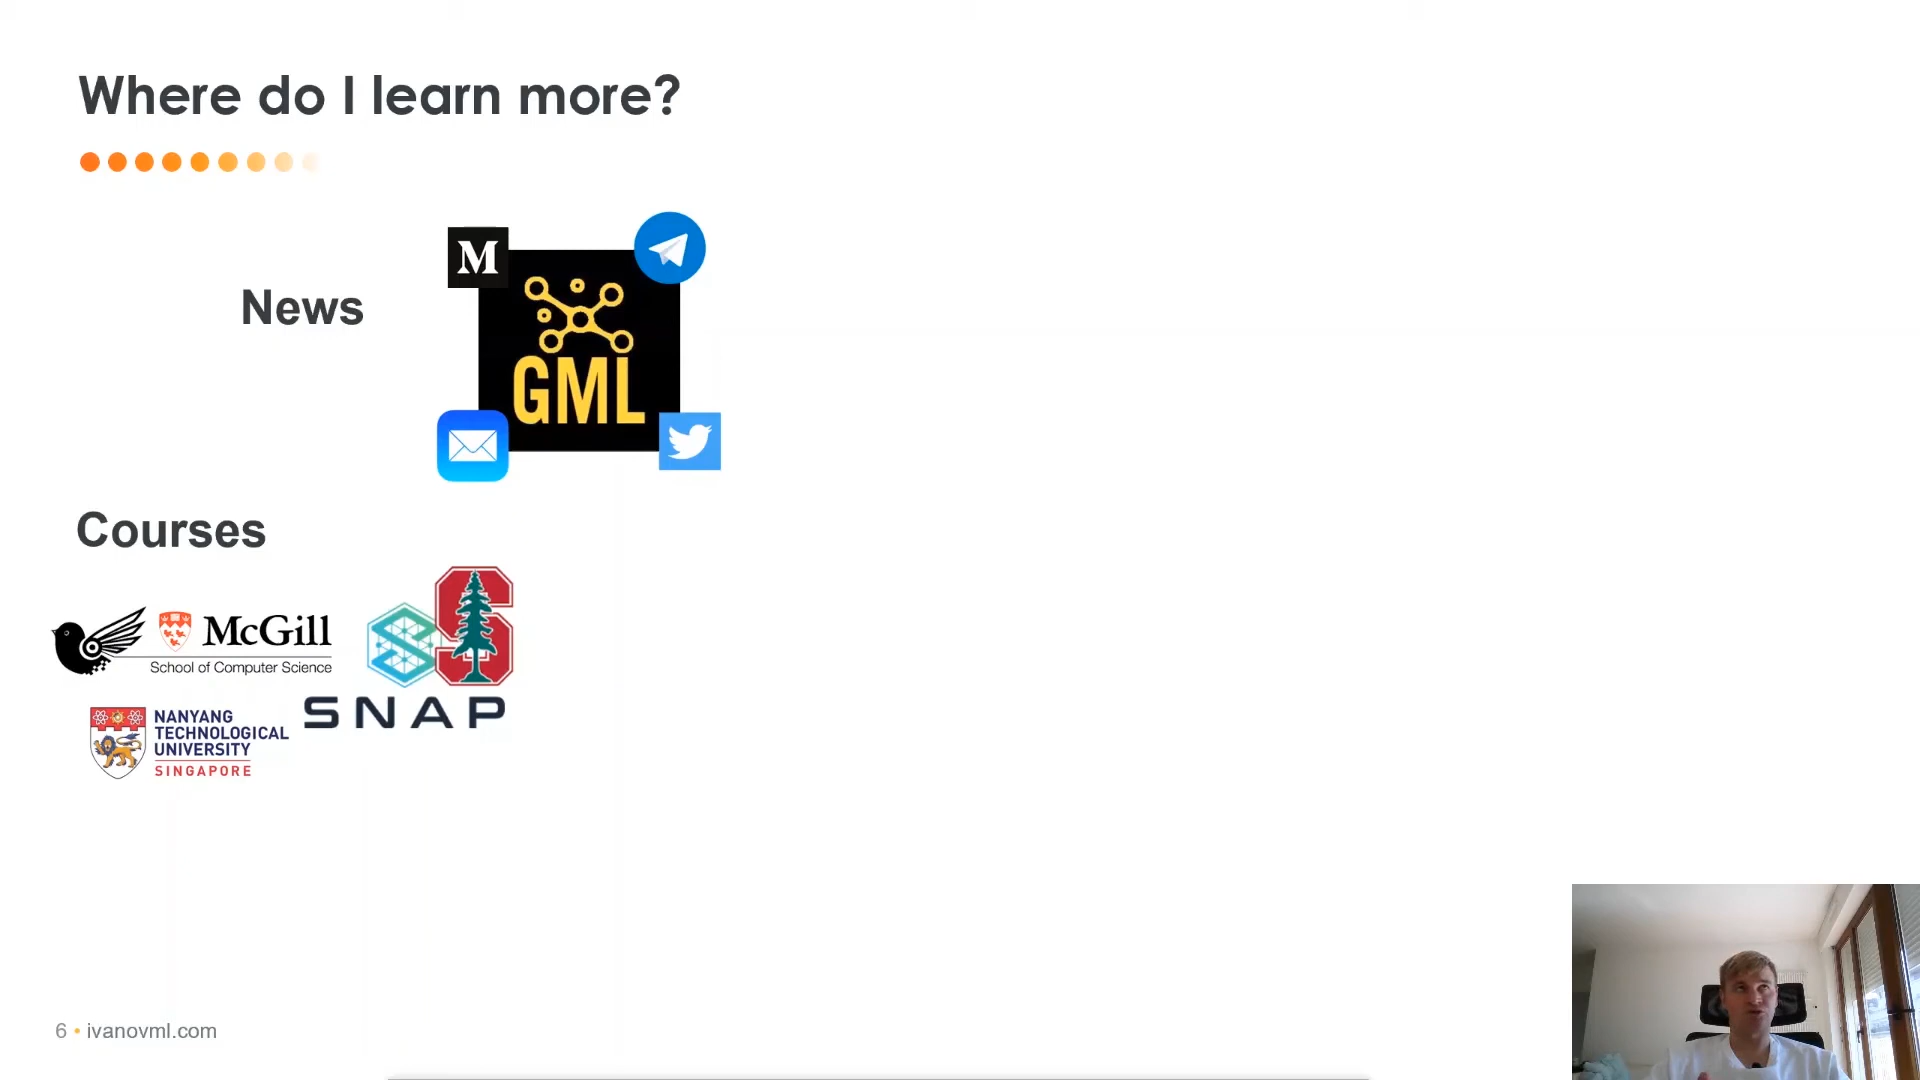 Where do I learn more?
News
M
GML
Courses
McGill
School of Computer Science
SNAP
NANYANG
TECHNOLOGICAL
UNIVERSITY
SINGAPORE
6 • ivanovml.com